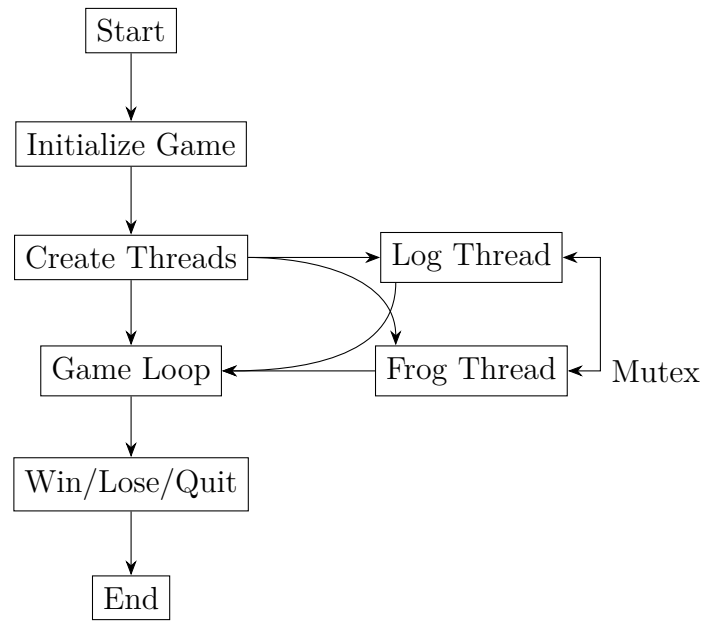 Start
Initialize Game
Create Threads
Log Thread
Game Loop
Frog Thread
Mutex
Win/Lose/Quit
End